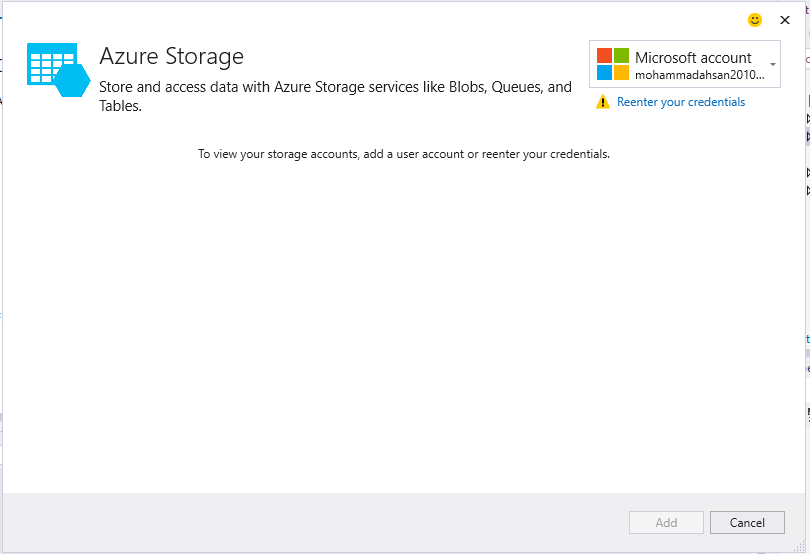 Azure Storage
Store and access data with Azure Storage services like Blobs, Queues, and
Tables.
Microsoft account
mohammadahsan2010...
Reenter your credentials
To view your storage accounts, add a user account or reenter your credentials.
Add
Cancel